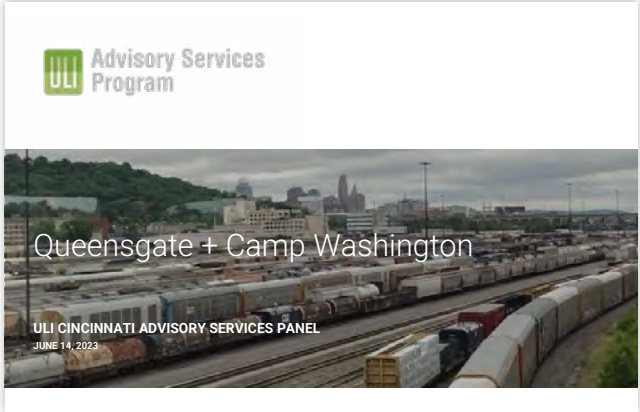 ULI
Advisory Services
Program
Queensgate + Camp Washington
ULI CINCINNATI ADVISORY SERVICES PANEL
JUNE 14, 2023